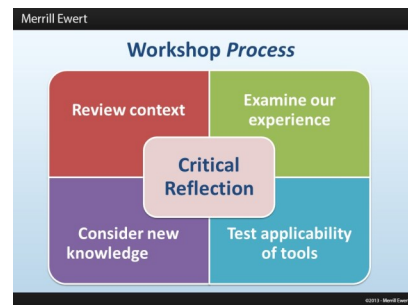 Merrill Ewert
Workshop Process
Review context
Examine our
experience
Critical
Reflection
Consider new
knowledge
Test applicability
of tools
©2013 - Merrill Ewert